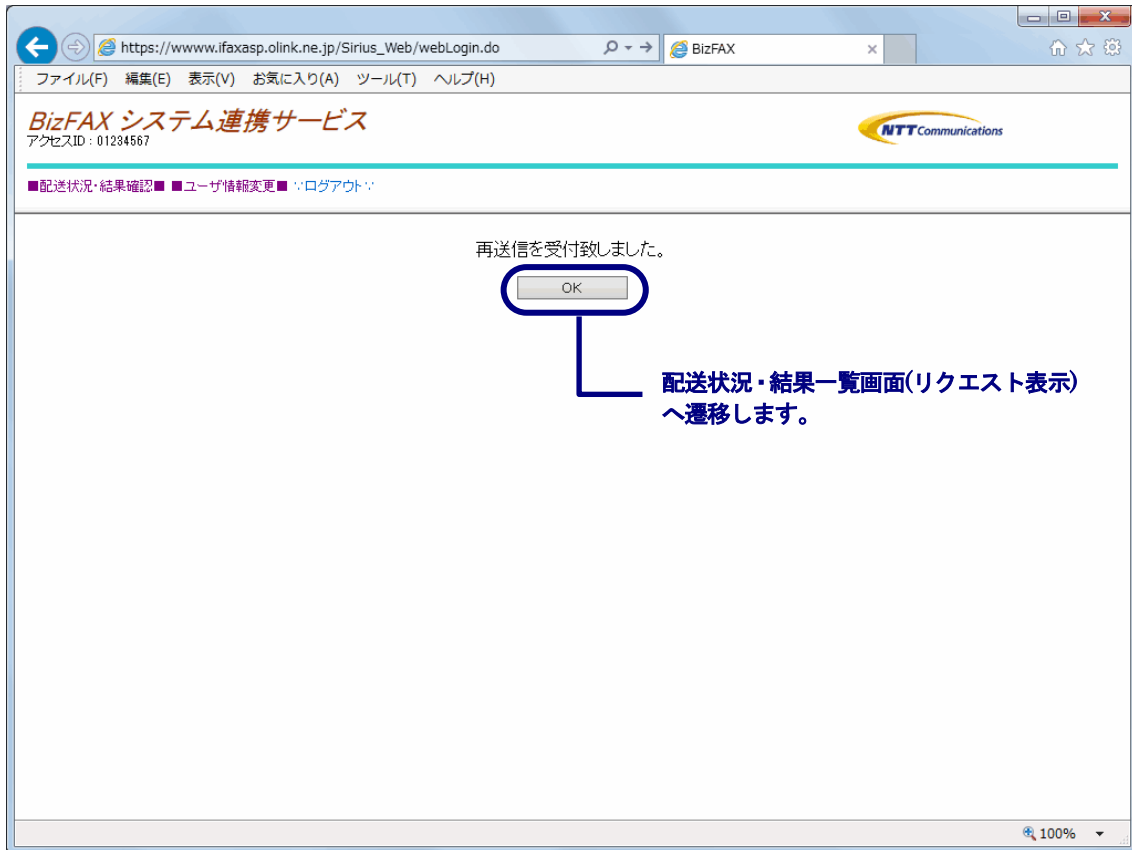 https://wwww.ifaxasp.olink.ne.jp/Sirius_Web/webLogin.do
BizFAX
ファイル(F) 編集(E) 表示(V) お気に入り(A) ツール(T) ヘルプ(H)
BizFAX システム連携サービス
NTT Communications
アクセスID : 01234567
■配送状況・結果確認■ ■ユーザ情報変更■ ∵ログアウト∵
再送信を受付致しました。
OK
配送状況・結果一覧画面(リクエスト表示)
へ遷移します。
100%